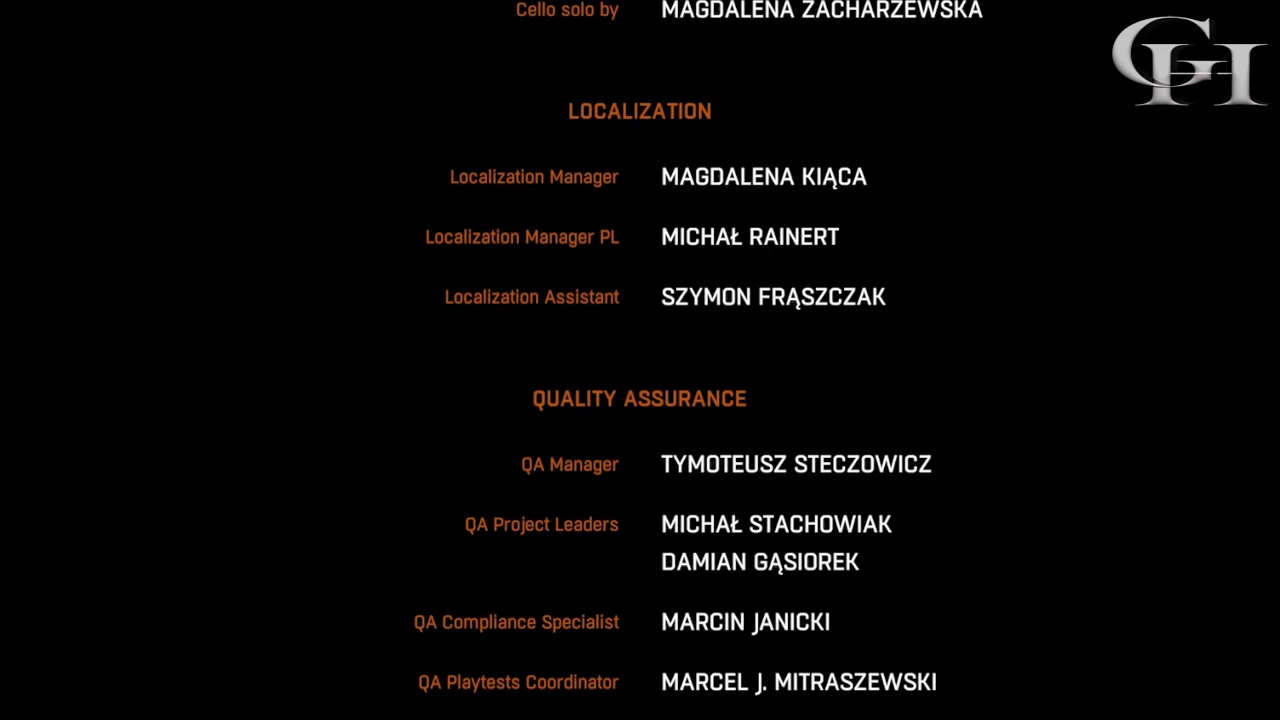 Cello solo by MAGDALENA ZACHARZEWSKA
GH
LOCALIZATION
Localization Manager MAGDALENA KIĄCA
Localization Manager PL MICHAŁ RAINERT
Localization Assistant SZYMON FRĄSZCZAK
QUALITY ASSURANCE
QA Manager TYMOTEUSZ STECZOWICZ
QA Project Leaders MICHAŁ STACHOWIAK
DAMIAN GĄSIOREK
QA Compliance Specialist MARCIN JANICKI
QA Playtests Coordinator MARCEL J. MITRASZEWSKI